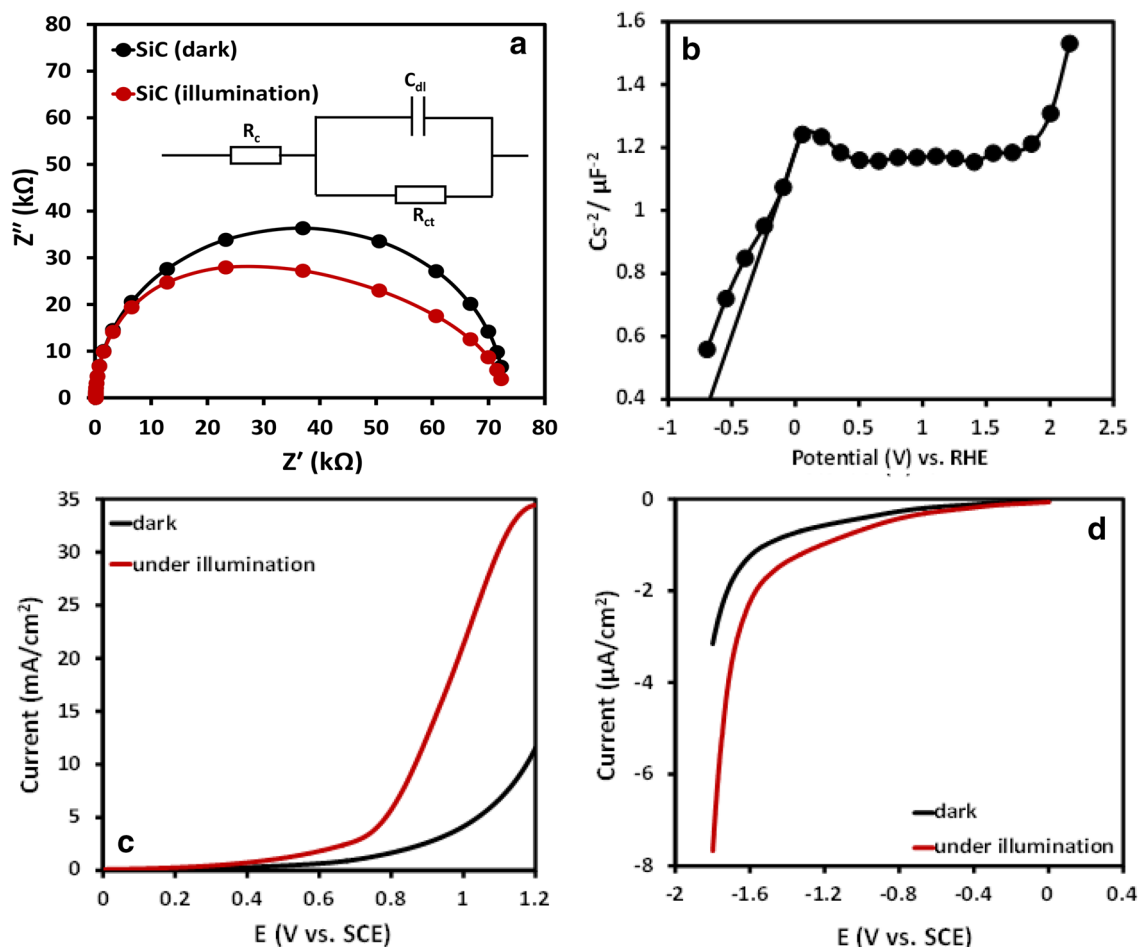 a
SiC (dark)
SiC (illumination)
C_dl
R_c
R_ct
80
70
60
50
40
30
20
10
0
Z″ (kΩ)
0 10 20 30 40 50 60 70 80
Z′ (kΩ)
b
1.6
1.4
1.2
1
0.8
0.6
0.4
Cs⁻²/ µF⁻²
-1 -0.5 0 0.5 1 1.5 2 2.5
Potential (V) vs. RHE
c
dark
under illumination
35
30
25
20
15
10
5
0
Current (mA/cm²)
0 0.2 0.4 0.6 0.8 1 1.2
E (V vs. SCE)
d
0
-2
-4
-6
-8
Current (µA/cm²)
dark
under illumination
-2 -1.6 -1.2 -0.8 -0.4 0 0.4
E (V vs. SCE)